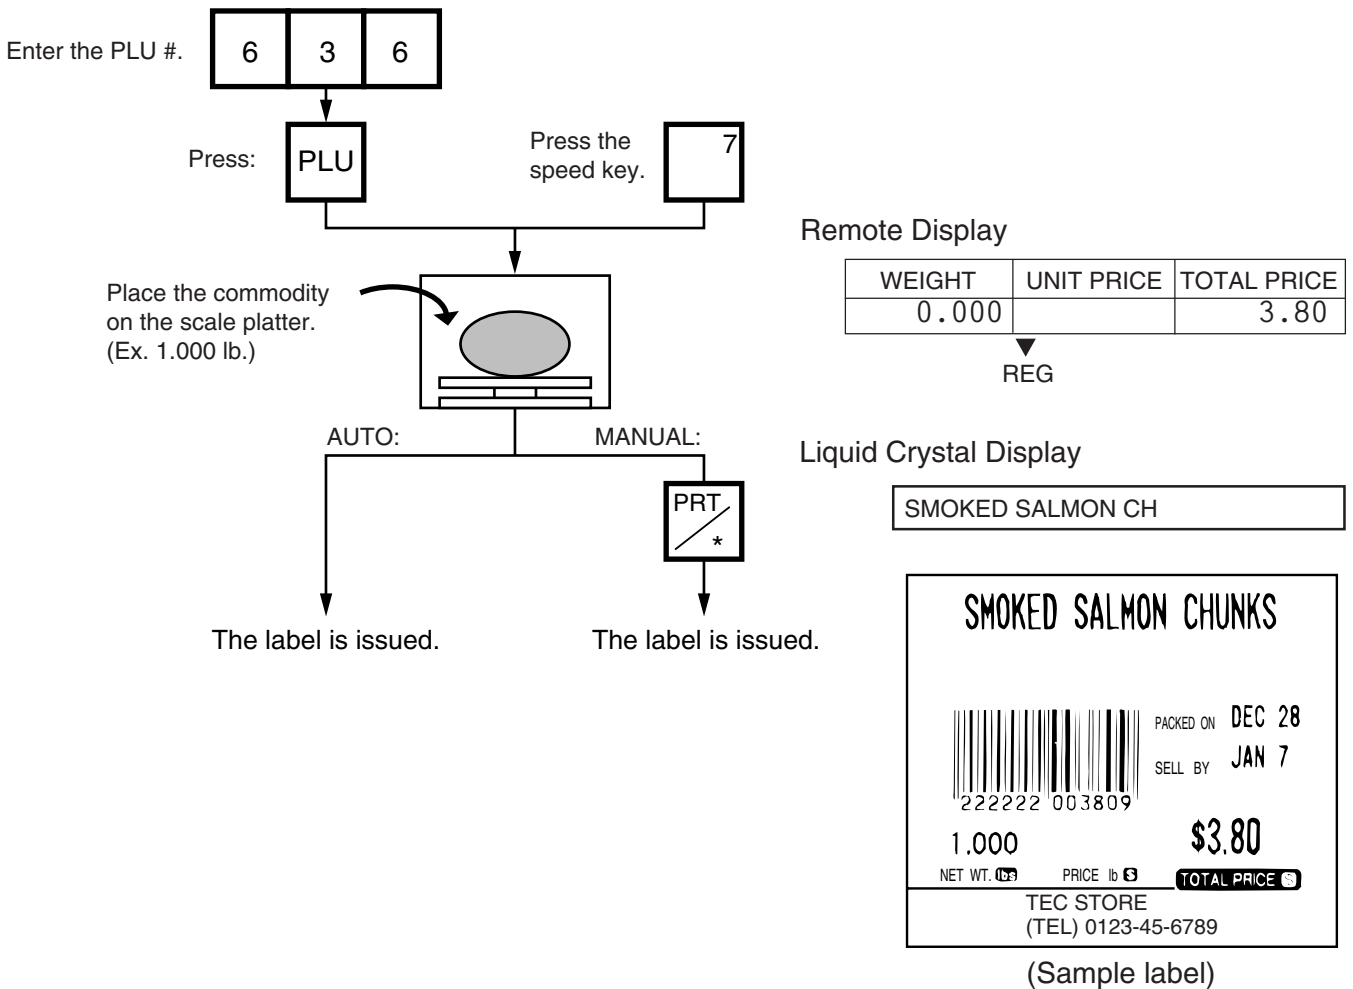 Enter the PLU #.
6 3 6
Press:
PLU
Press the
speed key.
7
Place the commodity
on the scale platter.
(Ex. 1.000 lb.)
AUTO:
MANUAL:
PRT
*
The label is issued.
The label is issued.
Remote Display
WEIGHT UNIT PRICE TOTAL PRICE
0.000 3.80
REG
Liquid Crystal Display
SMOKED SALMON CH
SMOKED SALMON CHUNKS
PACKED ON DEC 28
SELL BY JAN 7
222222 003809
1.000 $3.80
NET WT. lbs PRICE lb $ TOTAL PRICE $
TEC STORE
(TEL) 0123-45-6789
(Sample label)